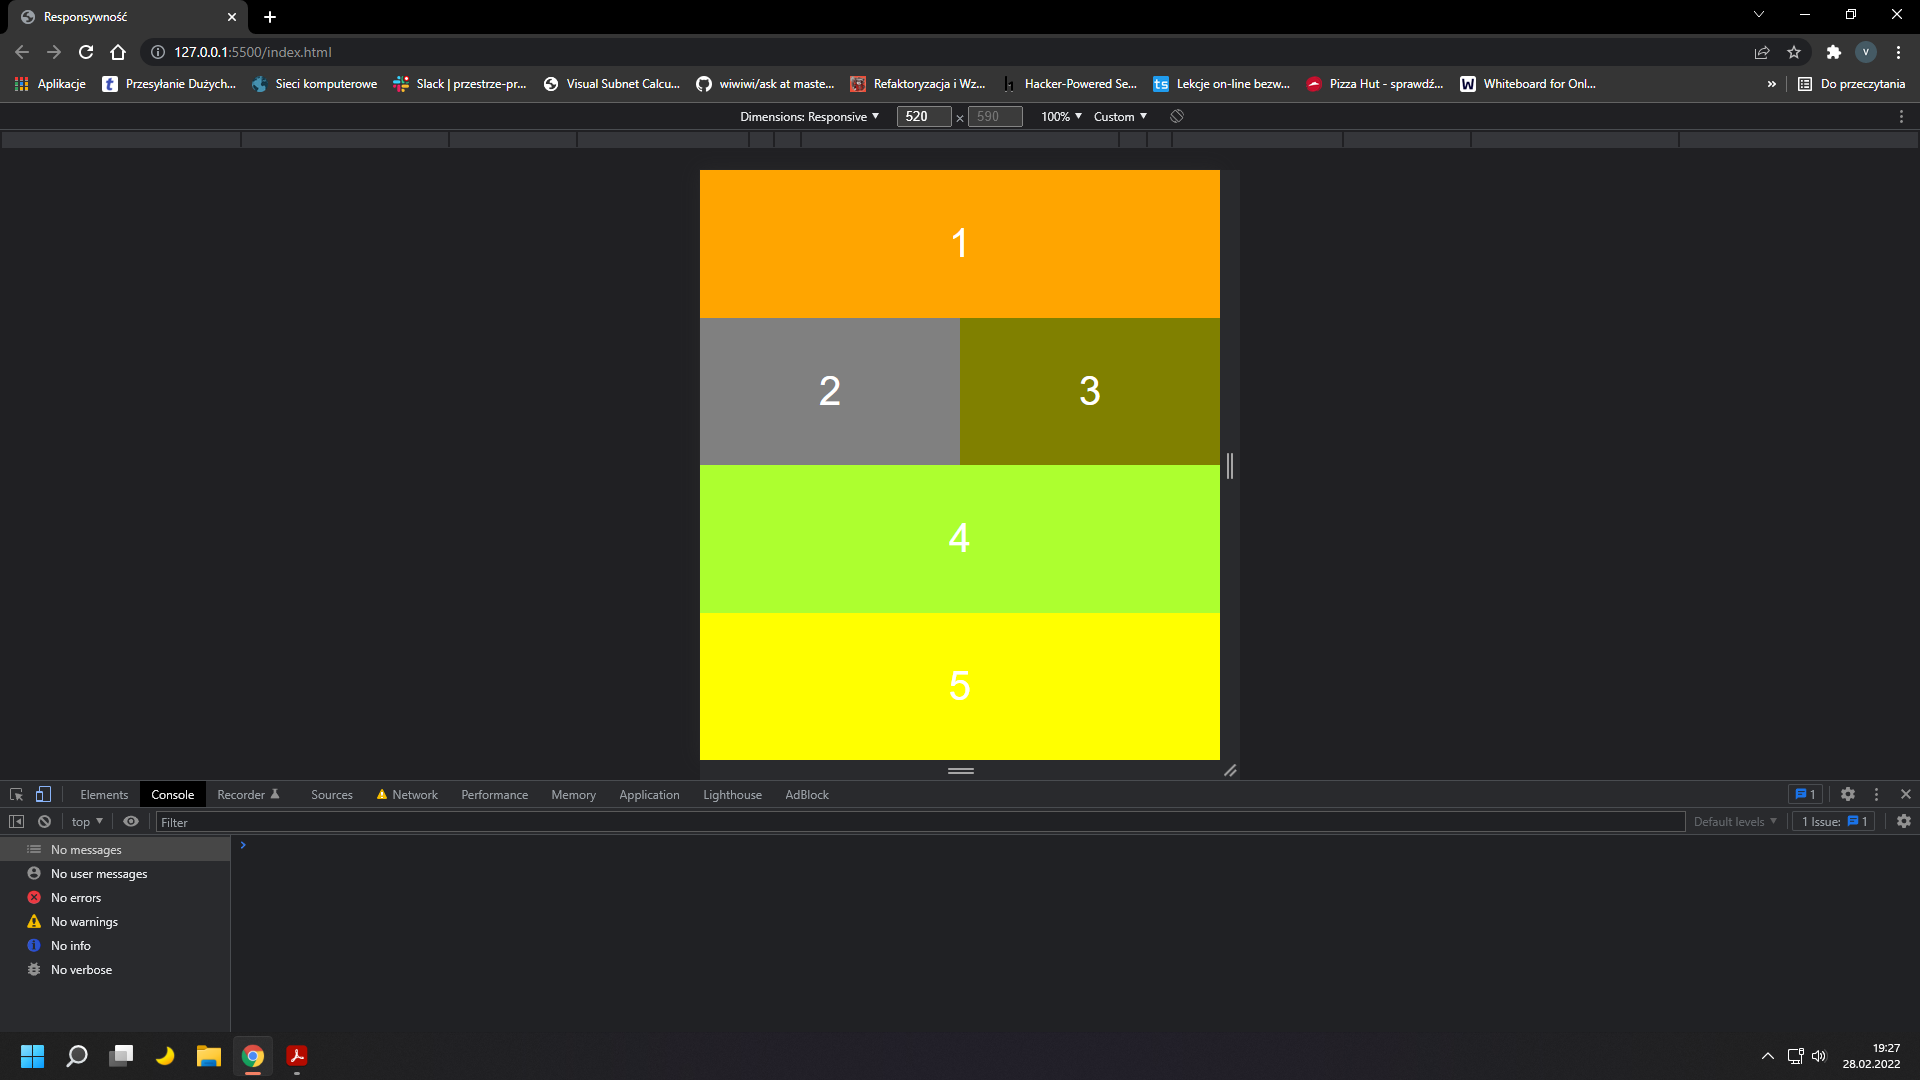 Responsywność
127.0.0.1:5500/index.html
V
Aplikacje
t Przesyłanie Dużych...
Sieci komputerowe
Slack | przestrze-pr...
Visual Subnet Calcu...
wiwiwi/ask at maste...
Refaktoryzacja i Wz...
h1 Hacker-Powered Se...
ts Lekcje on-line bezw...
Pizza Hut - sprawdź...
W Whiteboard for Onl...
»
Do przeczytania
Dimensions: Responsive 520 × 590 100% Custom
1
2 3
4
5
Elements Console Recorder Sources Network Performance Memory Application Lighthouse AdBlock 1
top Filter Default levels 1 Issue: 1
No messages
No user messages
No errors
No warnings
No info
No verbose
19:27
28.02.2022